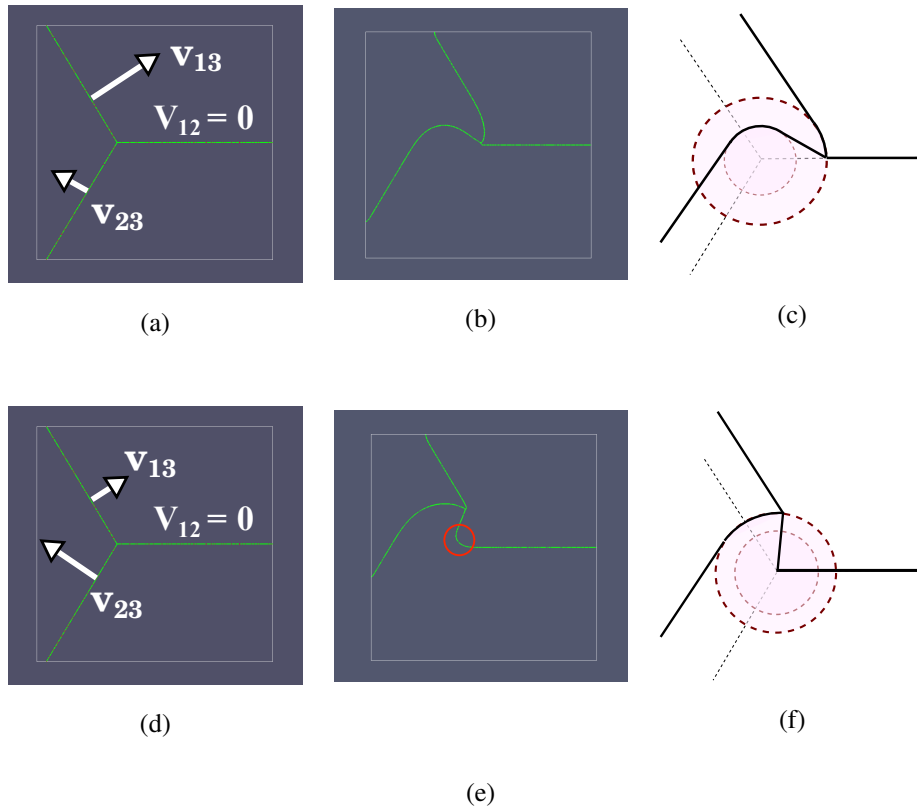 v13
V12 = 0
v23
(a)
(b)
(c)
v13
V12 = 0
v23
(d)
(f)
(e)